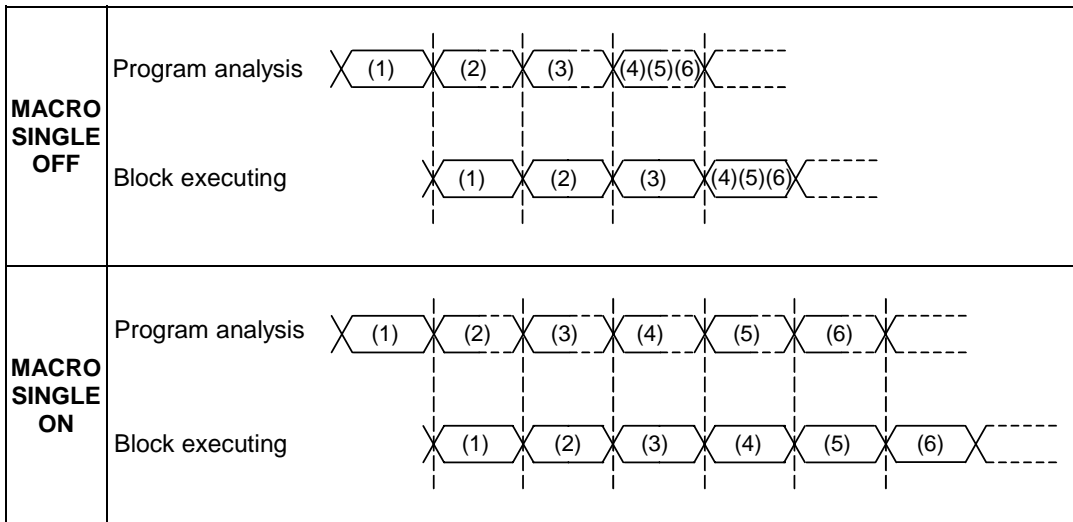 MACRO
SINGLE
OFF
Program analysis (1) (2) (3) (4)(5)(6)
Block executing (1) (2) (3) (4)(5)(6)
MACRO
SINGLE
ON
Program analysis (1) (2) (3) (4) (5) (6)
Block executing (1) (2) (3) (4) (5) (6)